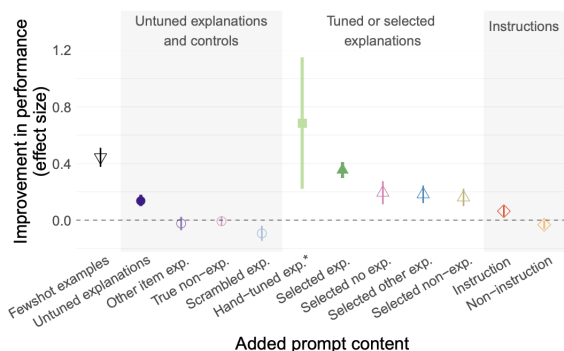 Untuned explanations
and controls
Tuned or selected
explanations
Instructions
Improvement in performance
(effect size)
1.2
0.8
0.4
0.0
Fewshot examples
Untuned explanations
Other item exp.
True non−exp.
Scrambled exp.
Hand−tuned exp.*
Selected exp.
Selected no exp.
Selected other exp.
Selected non−exp.
Instruction
Non−instruction
Added prompt content